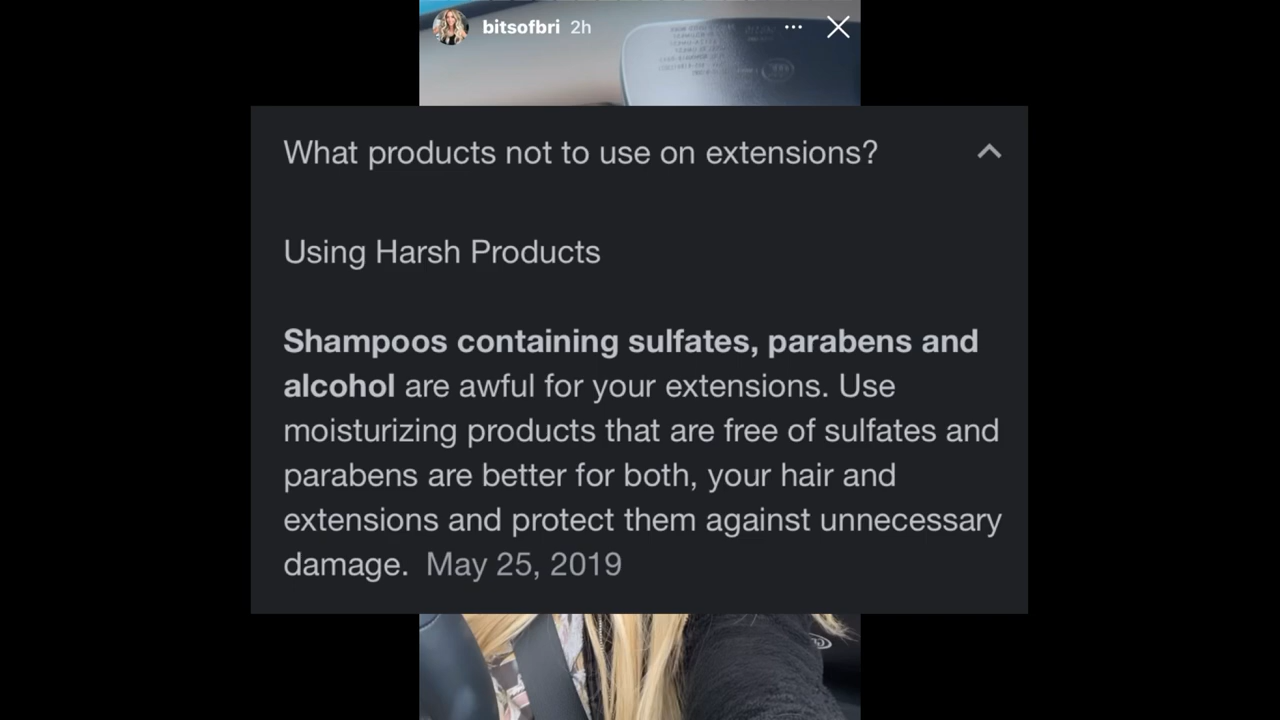 bitsofbri 2h
What products not to use on extensions?
Using Harsh Products
Shampoos containing sulfates, parabens and
alcohol are awful for your extensions. Use
moisturizing products that are free of sulfates and
parabens are better for both, your hair and
extensions and protect them against unnecessary
damage. May 25, 2019